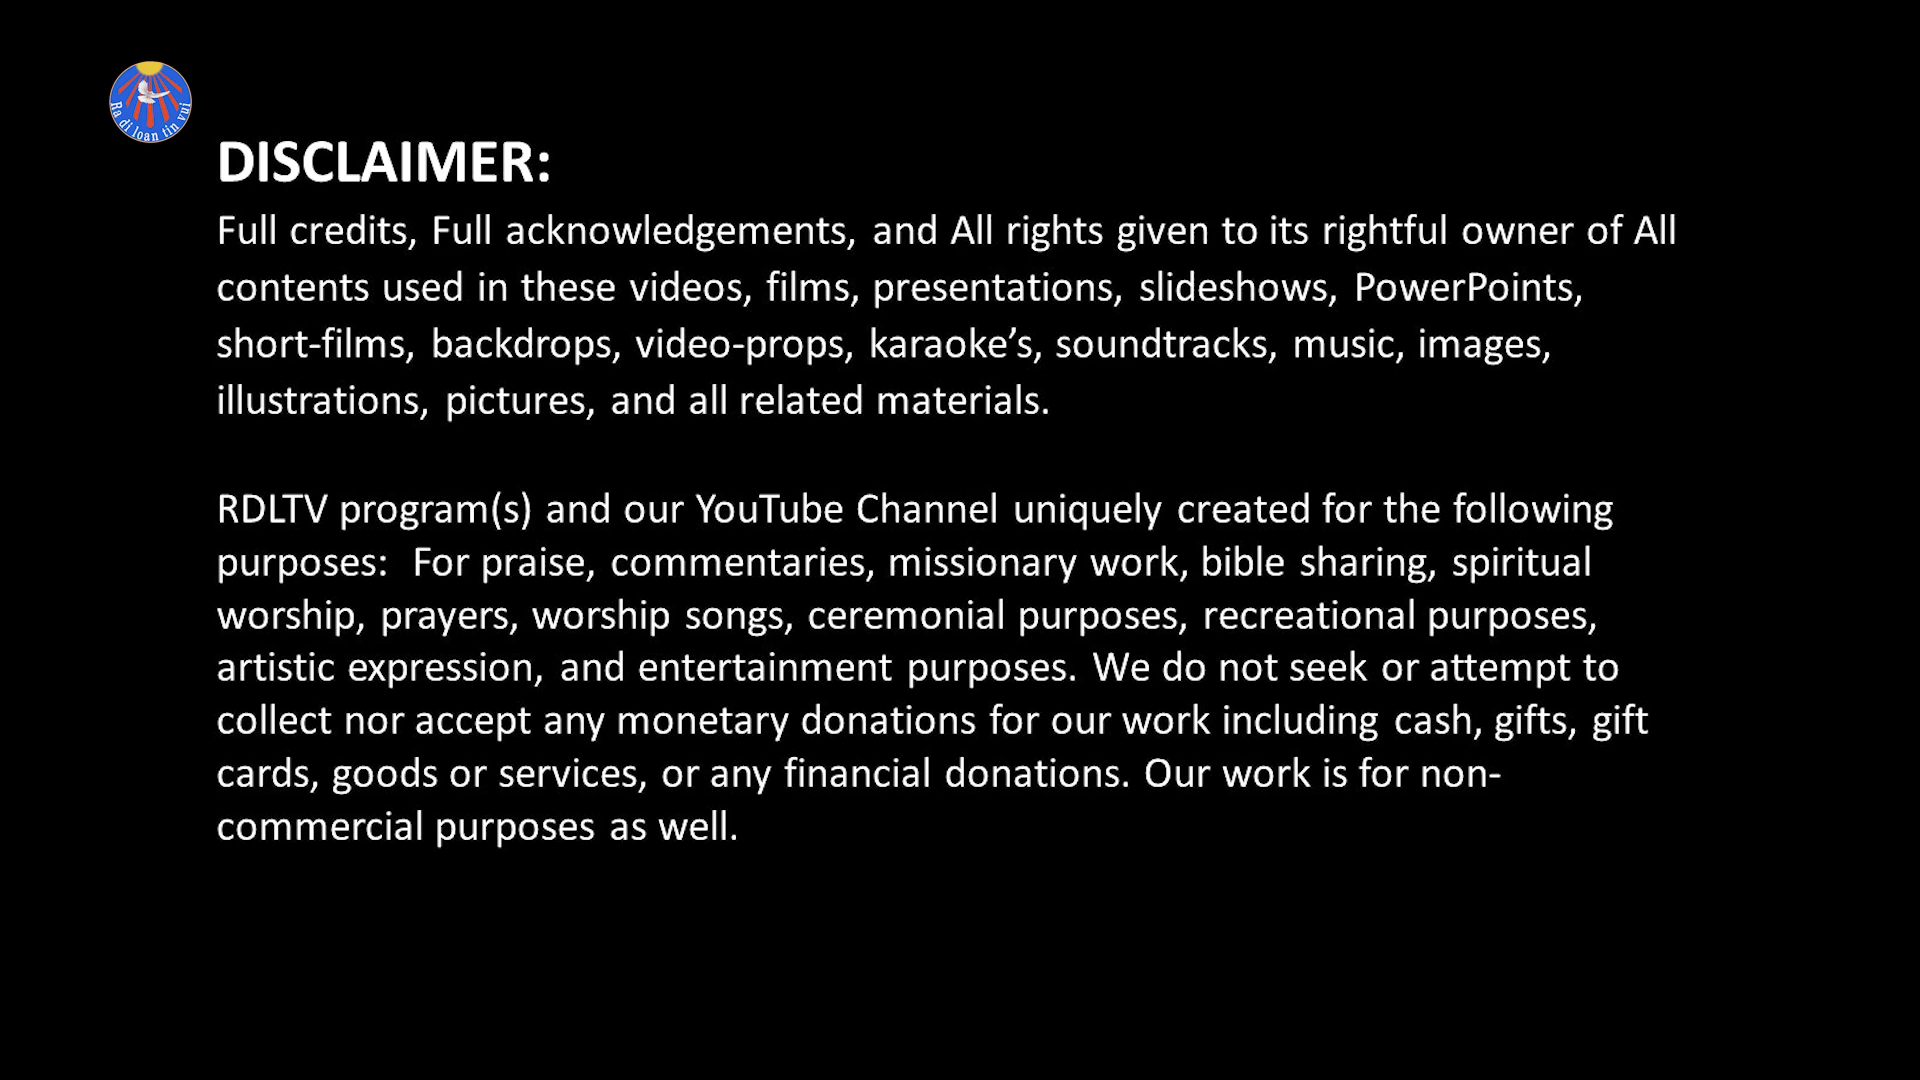 Ra di loan tin vui
DISCLAIMER:
Full credits, Full acknowledgements, and All rights given to its rightful owner of All
contents used in these videos, films, presentations, slideshows, PowerPoints,
short-films, backdrops, video-props, karaoke’s, soundtracks, music, images,
illustrations, pictures, and all related materials.
RDLTV program(s) and our YouTube Channel uniquely created for the following
purposes:  For praise, commentaries, missionary work, bible sharing, spiritual
worship, prayers, worship songs, ceremonial purposes, recreational purposes,
artistic expression, and entertainment purposes. We do not seek or attempt to
collect nor accept any monetary donations for our work including cash, gifts, gift
cards, goods or services, or any financial donations. Our work is for non-
commercial purposes as well.